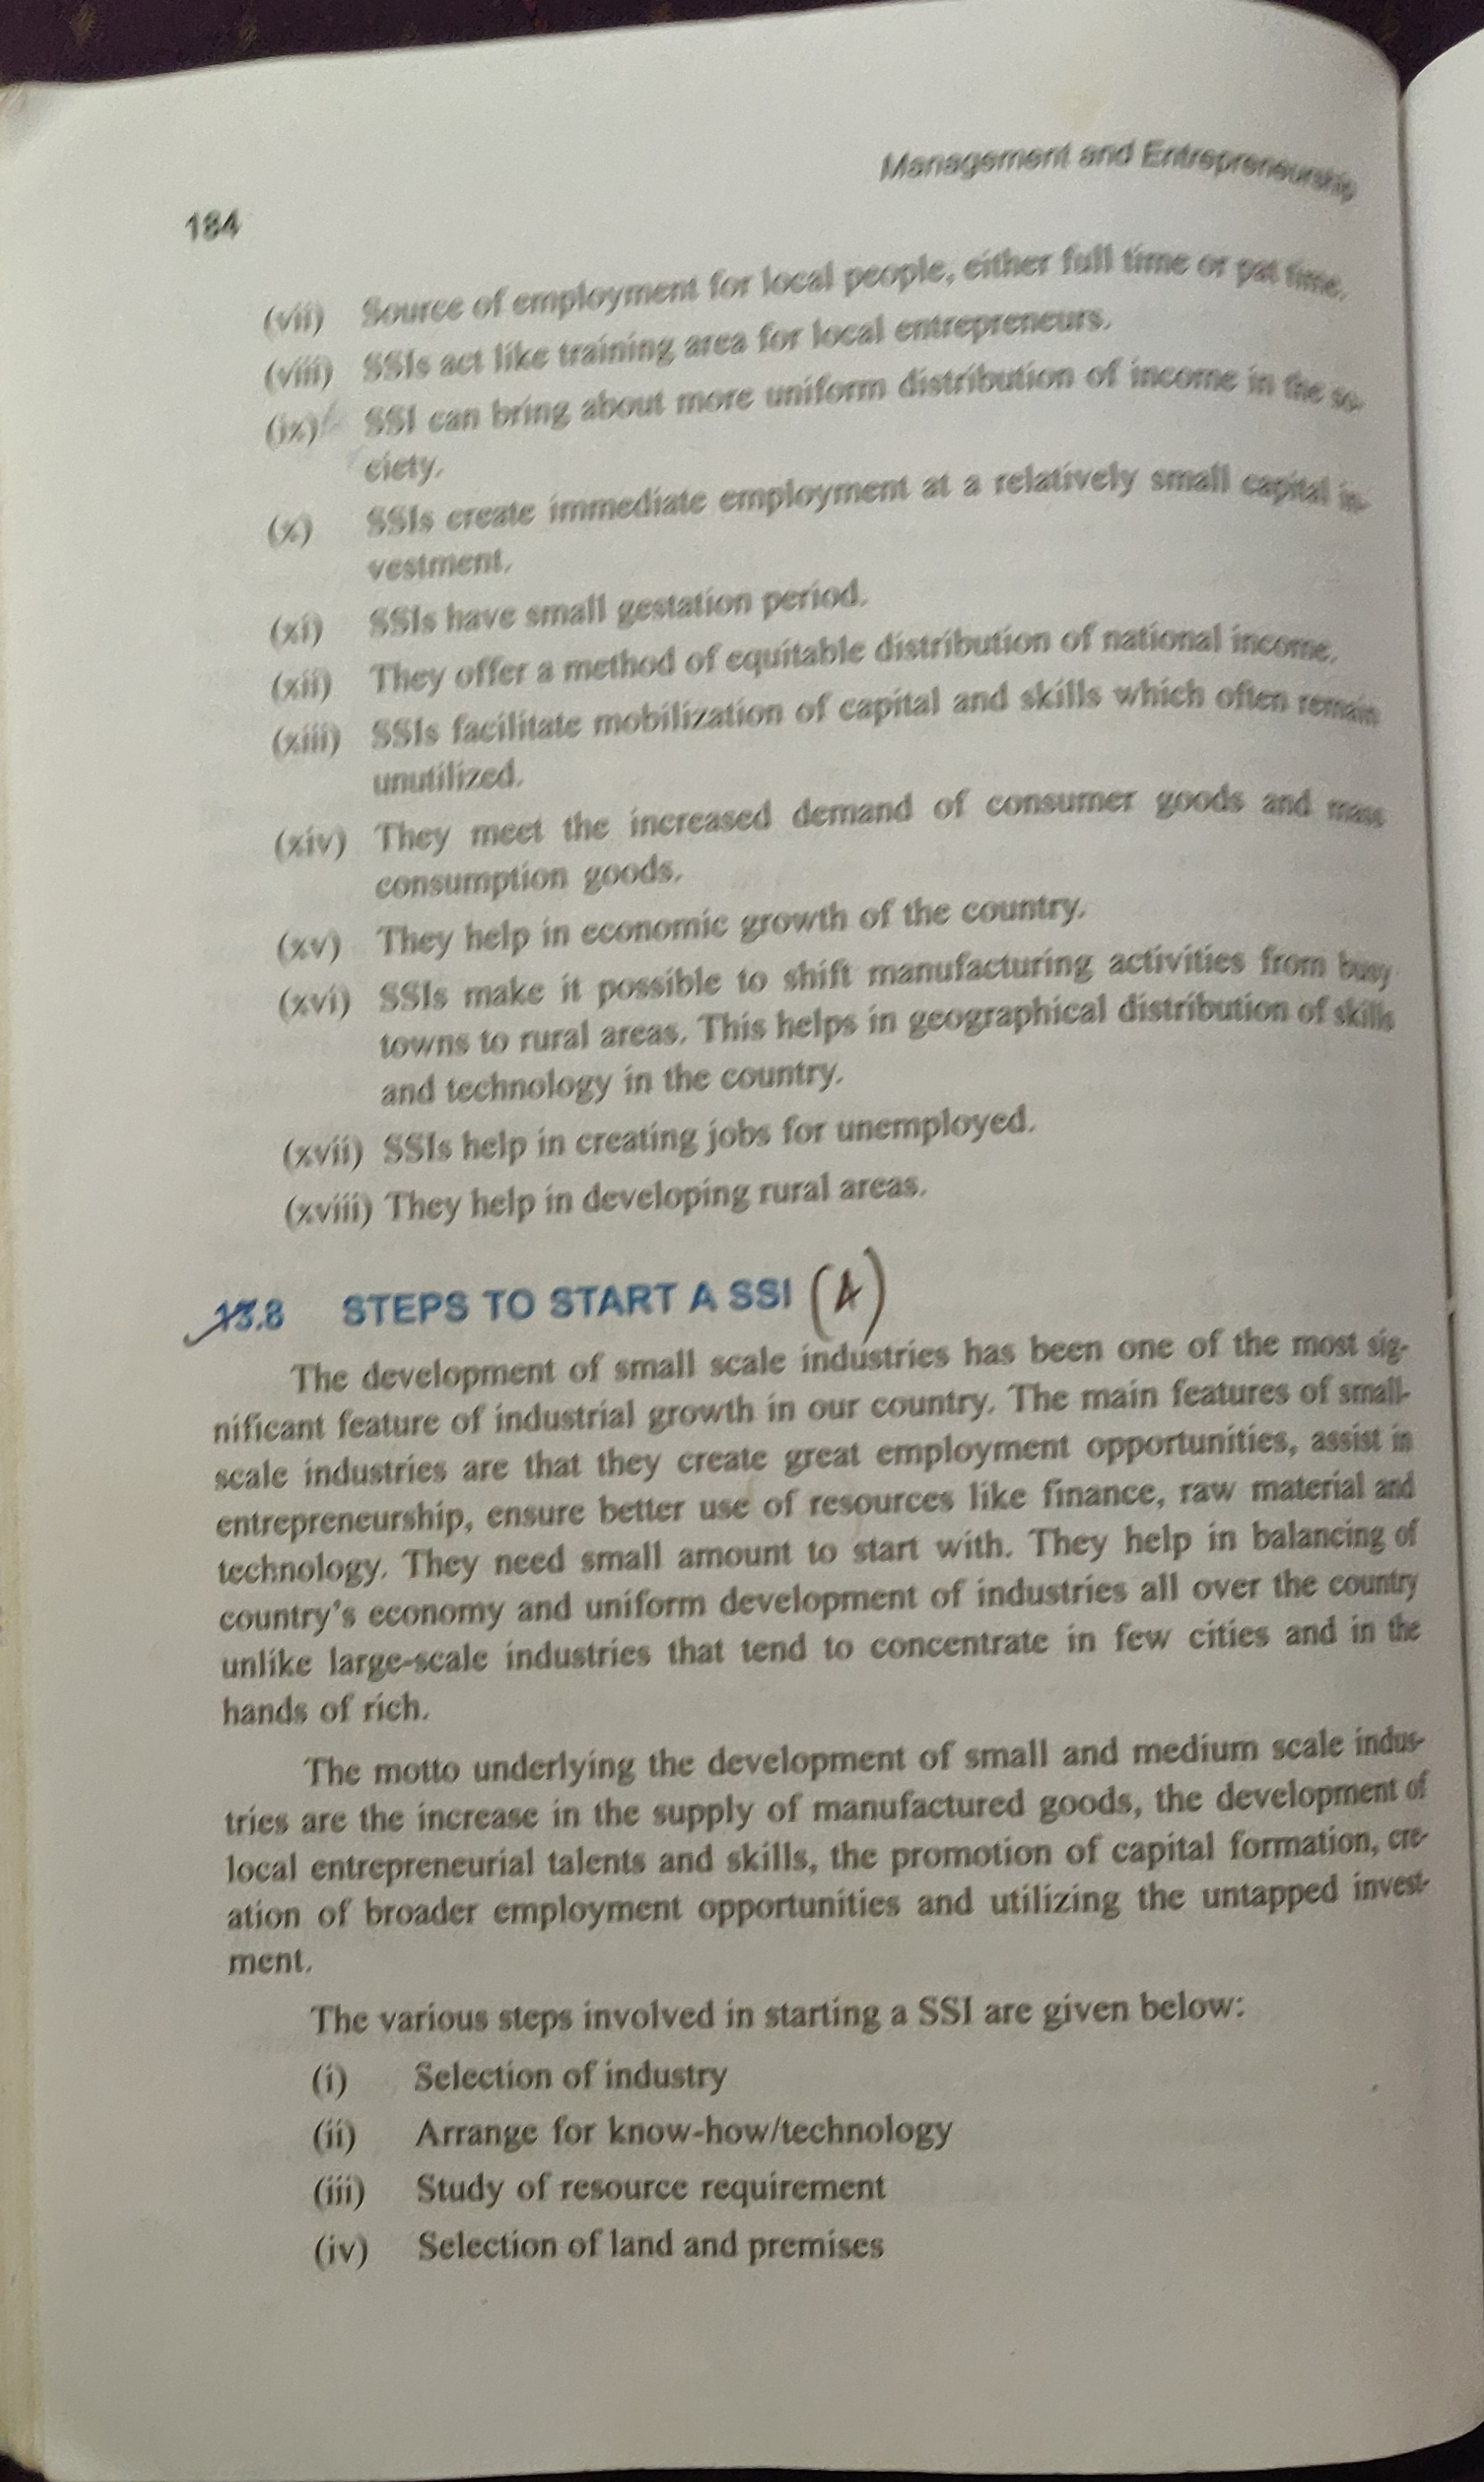 Management and Entrepreneurship
184
(vii) Source of employment for local people, either full time or pat time.
(viii) SSIs act like training area for local entrepreneurs.
(ix) SSI can bring about more uniform distribution of income in the so-
ciety.
(x) SSIs create immediate employment at a relatively small capital in-
vestment.
(xi) SSIs have small gestation period.
(xii) They offer a method of equitable distribution of national income.
(xiii) SSIs facilitate mobilization of capital and skills which often remain
unutilized.
(xiv) They meet the increased demand of consumer goods and mass
consumption goods.
(xv) They help in economic growth of the country.
(xvi) SSIs make it possible to shift manufacturing activities from busy
towns to rural areas. This helps in geographical distribution of skills
and technology in the country.
(xvii) SSIs help in creating jobs for unemployed.
(xviii) They help in developing rural areas.
13.8 STEPS TO START A SSI (A)
The development of small scale industries has been one of the most sig-
nificant feature of industrial growth in our country. The main features of small-
scale industries are that they create great employment opportunities, assist in
entrepreneurship, ensure better use of resources like finance, raw material and
technology. They need small amount to start with. They help in balancing of
country's economy and uniform development of industries all over the country
unlike large-scale industries that tend to concentrate in few cities and in the
hands of rich.
The motto underlying the development of small and medium scale indus-
tries are the increase in the supply of manufactured goods, the development of
local entrepreneurial talents and skills, the promotion of capital formation, cre-
ation of broader employment opportunities and utilizing the untapped invest-
ment.
The various steps involved in starting a SSI are given below:
(i) Selection of industry
(ii) Arrange for know-how/technology
(iii) Study of resource requirement
(iv) Selection of land and premises